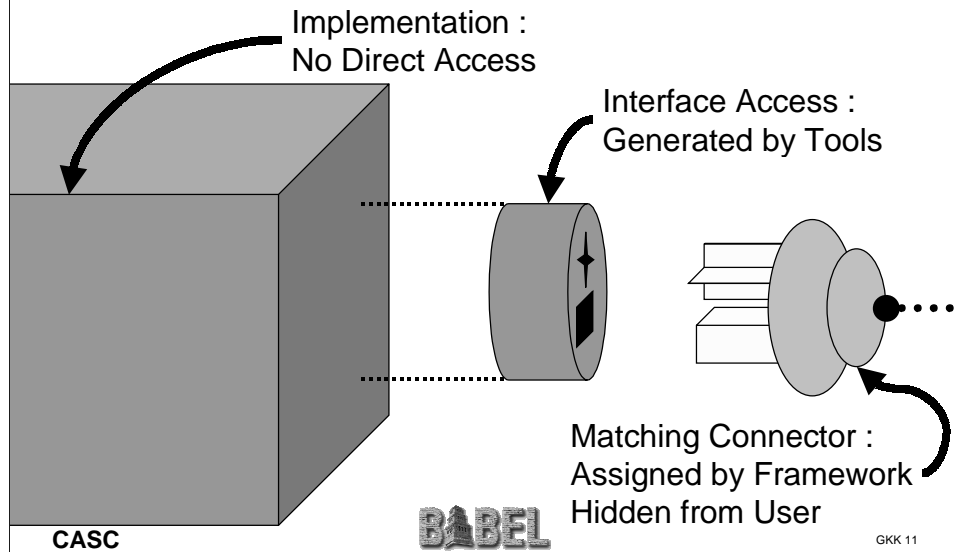 Implementation :
No Direct Access
Interface Access :
Generated by Tools
Matching Connector :
Assigned by Framework
Hidden from User
CASC
BABEL
GKK 11